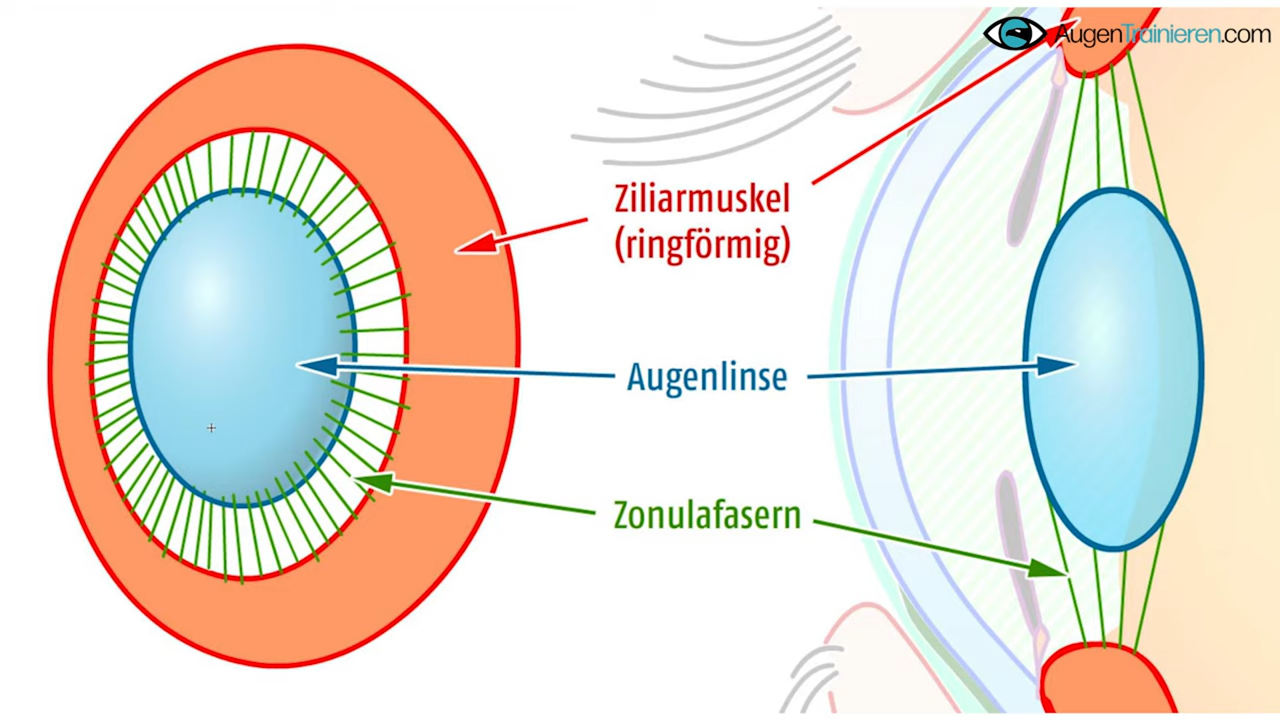 AugenTrainieren.com
Ziliarmuskel
(ringförmig)
Augenlinse
Zonulafasern